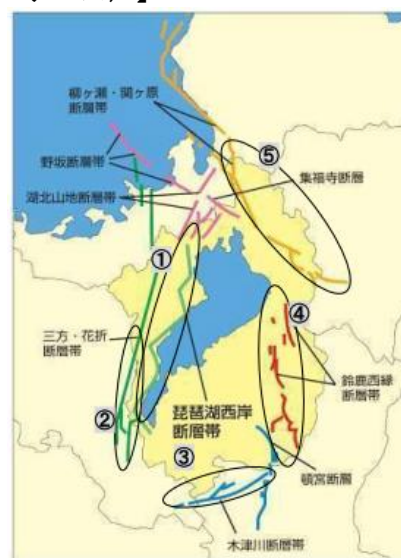 柳ヶ瀬・関ヶ原
断層帯
⑤
野坂断層帯
集福寺断層
湖北山地断層帯
①
④
三方・花折
断層帯
鈴鹿西縁
断層帯
琵琶湖西岸
断層帯
②
③
頓宮断層
木津川断層帯